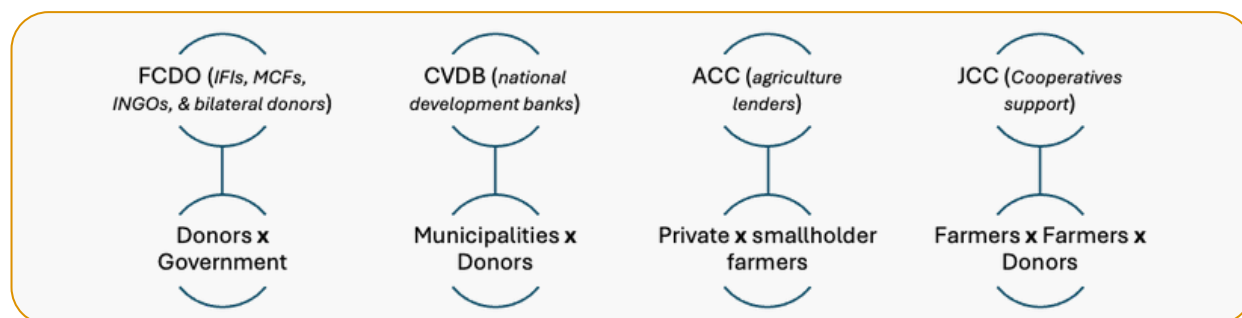 FCDO (IFIs, MCFs,
INGOs, & bilateral donors)
CVDB (national
development banks)
ACC (agriculture
lenders)
JCC (Cooperatives
support)
Donors x
Government
Municipalities x
Donors
Private x smallholder
farmers
Farmers x Farmers x
Donors